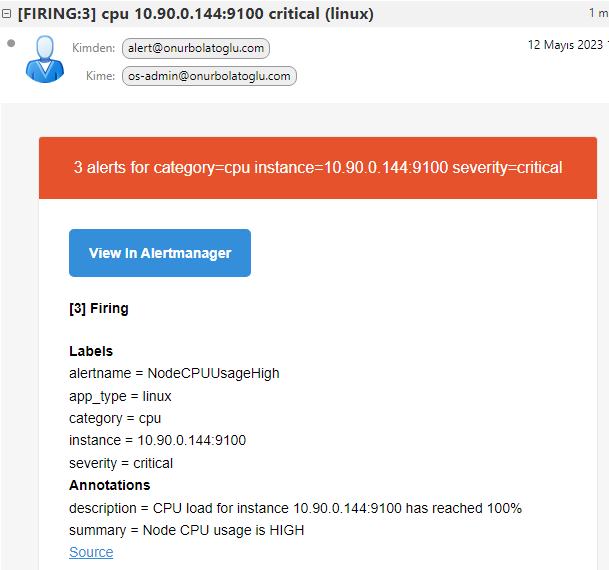 [FIRING:3] cpu 10.90.0.144:9100 critical (linux)
1 m
Kimden: alert@onurbolatoglu.com
12 Mayıs 2023
Kime: os-admin@onurbolatoglu.com
3 alerts for category=cpu instance=10.90.0.144:9100 severity=critical
View In Alertmanager
[3] Firing
Labels
alertname = NodeCPUUsageHigh
app_type = linux
category = cpu
instance = 10.90.0.144:9100
severity = critical
Annotations
description = CPU load for instance 10.90.0.144:9100 has reached 100%
summary = Node CPU usage is HIGH
Source